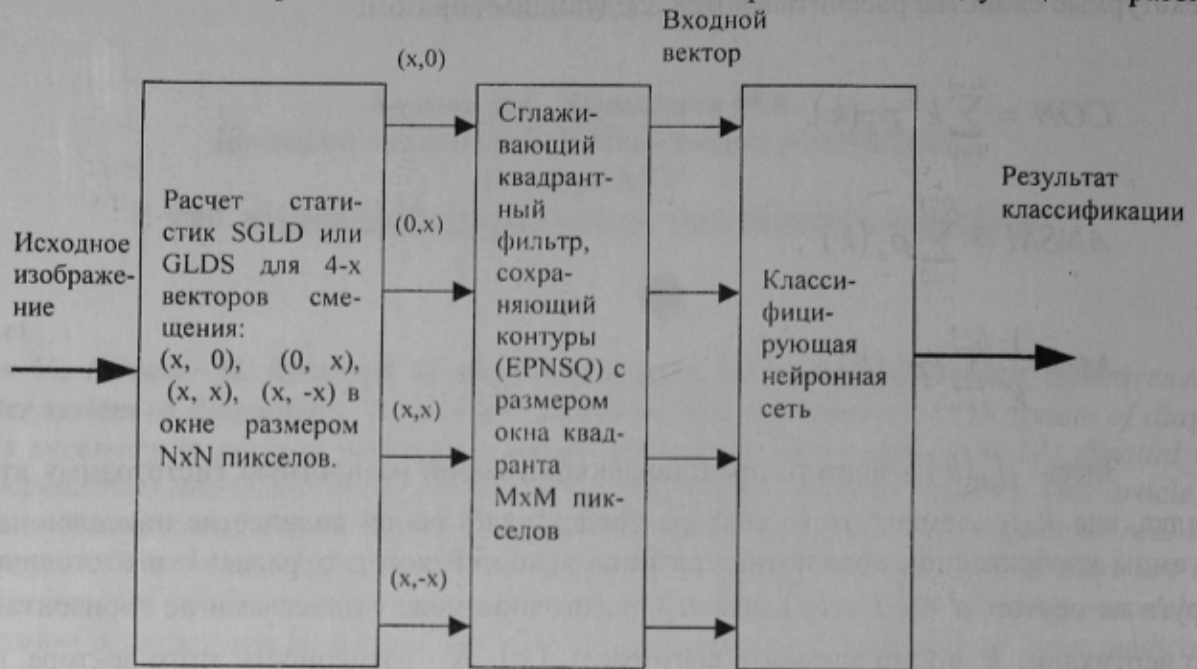 Входной
вектор
(x,0)
Исходное
изображе-
ние
Расчет стати-
стик SGLD или
GLDS для 4-х
векторов сме-
щения:
(x, 0), (0, x),
(x, x), (x, -x) в
окне размером
NxN пикселов.
(0,x)
(x,x)
(x,-x)
Сглажи-
вающий
квадрант-
ный
фильтр,
сохра-
няющий
контуры
(EPNSQ) с
размером
окна квад-
ранта
MxM пик-
селов
Класси-
фици-
рующая
нейронная
сеть
Результат
классификации